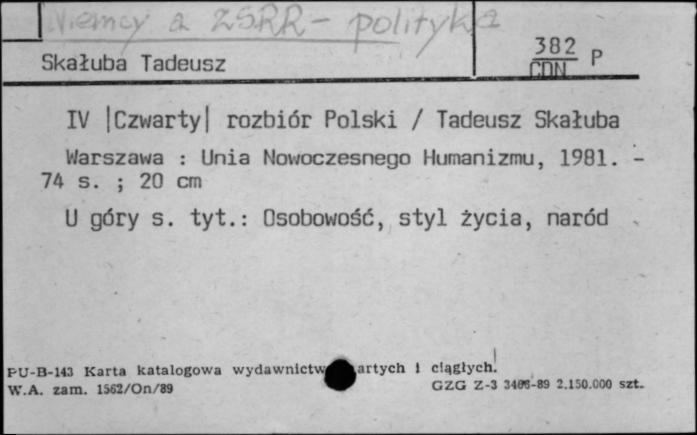 Niemcy a ZSRR - polityka
Skałuba Tadeusz
382 P
CDN
IV |Czwarty| rozbiór Polski / Tadeusz Skałuba
Warszawa : Unia Nowoczesnego Humanizmu, 1981. -
74 s. ; 20 cm
U góry s. tyt.: Osobowość, styl życia, naród
PU-B-143 Karta katalogowa wydawnictw artych i ciągłych.
W.A. zam. 1562/On/89
GZG Z-3 -89 2.150.000 szt.